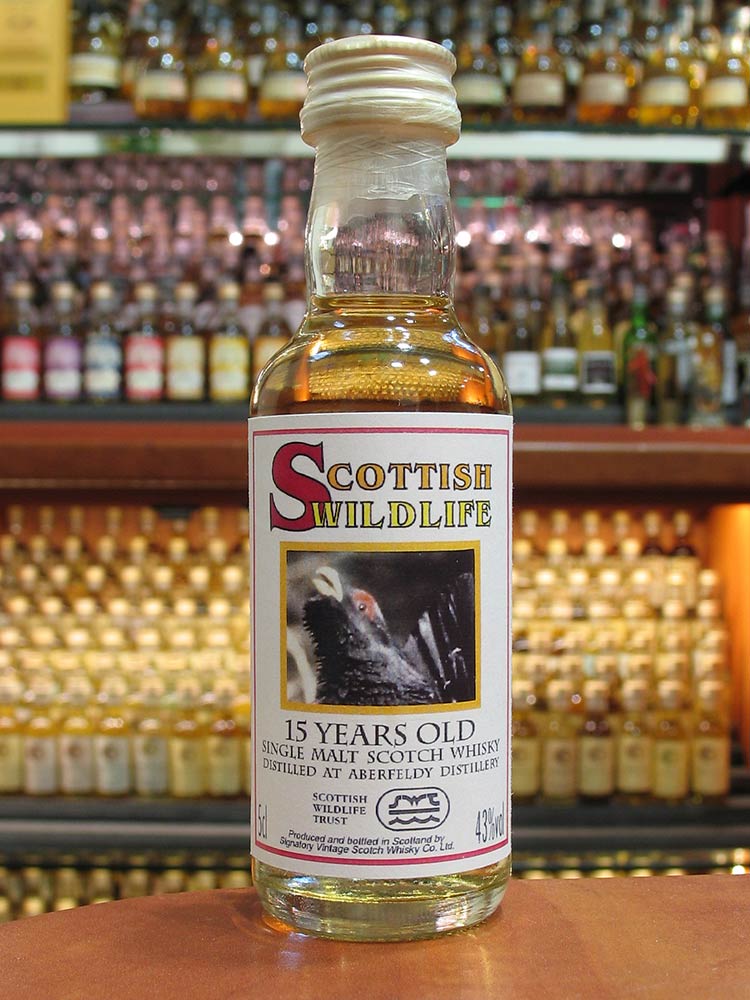 SCOTTISH
WILDLIFE
15 YEARS OLD
SINGLE MALT SCOTCH WHISKY
DISTILLED AT ABERFELDY DISTILLERY
SCOTTISH
WILDLIFE
TRUST
5cl
43%vol
Produced and bottled in Scotland by
Signatory Vintage Scotch Whisky Co. Ltd.